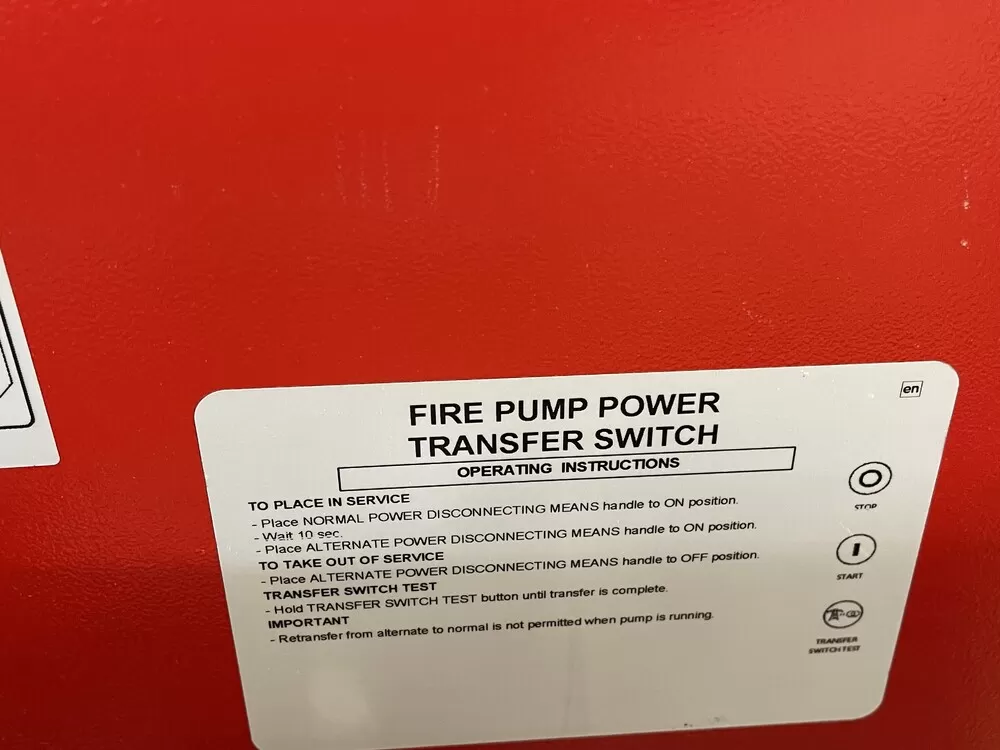 en
FIRE PUMP POWER
TRANSFER SWITCH
OPERATING INSTRUCTIONS
TO PLACE IN SERVICE
- Place NORMAL POWER DISCONNECTING MEANS handle to ON position.
- Wait 10 sec.
- Place ALTERNATE POWER DISCONNECTING MEANS handle to ON position.
TO TAKE OUT OF SERVICE
- Place ALTERNATE POWER DISCONNECTING MEANS handle to OFF position.
TRANSFER SWITCH TEST
- Hold TRANSFER SWITCH TEST button until transfer is complete.
IMPORTANT
- Retransfer from alternate to normal is not permitted when pump is running.
STOP
START
TRANSFER
SWITCH TEST